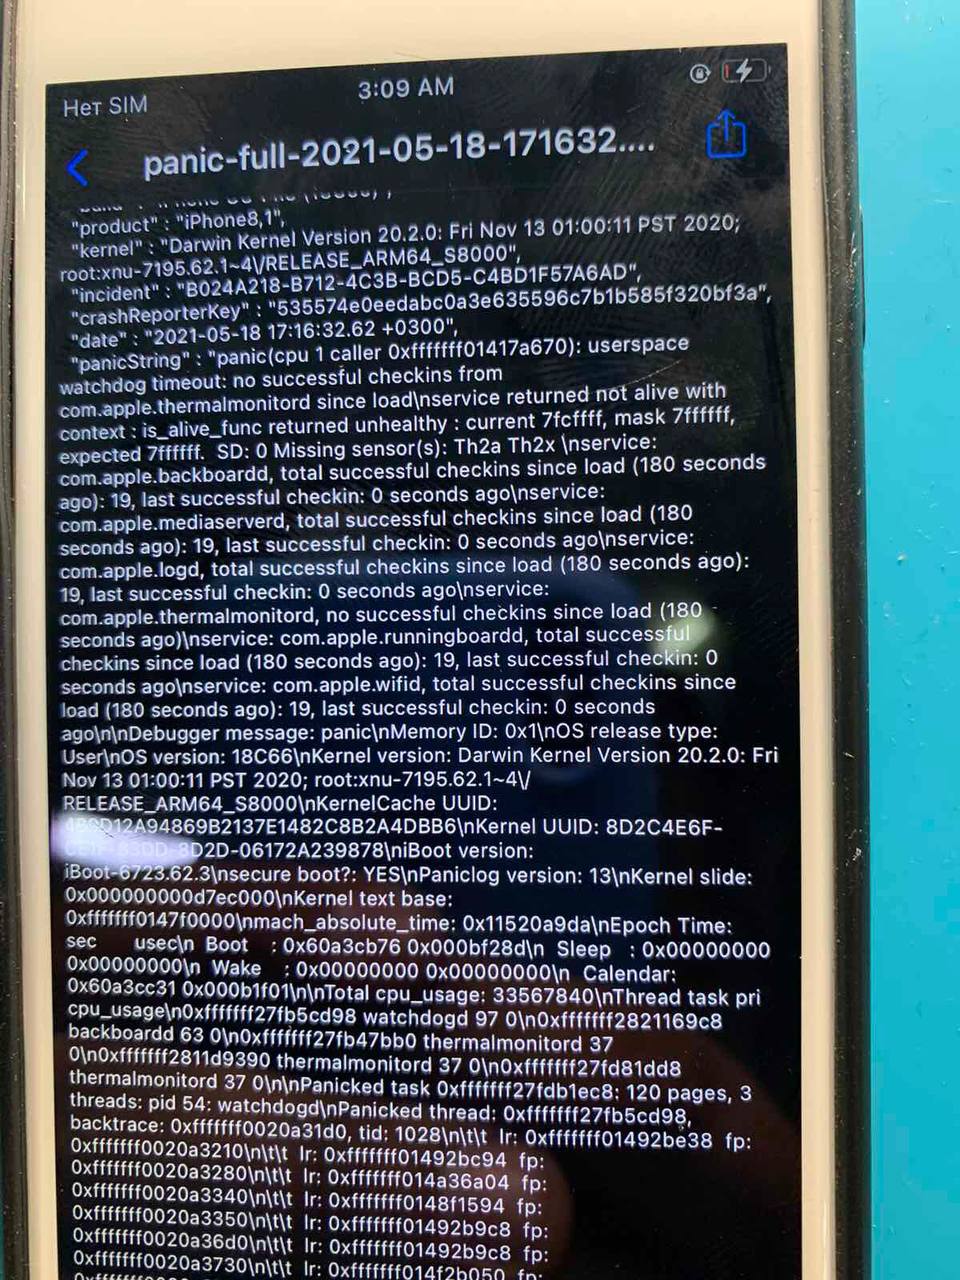 Нет SIM
3:09 AM
panic-full-2021-05-18-171632....
"product" : "iPhone8,1",
"kernel" : "Darwin Kernel Version 20.2.0: Fri Nov 13 01:00:11 PST 2020;
root:xnu-7195.62.1~4\/RELEASE_ARM64_S8000",
"incident" : "B024A218-B712-4C3B-BCD5-C4BD1F57A6AD",
"crashReporterKey" : "535574e0eedabc0a3e635596c7b1b585f320bf3a",
"date" : "2021-05-18 17:16:32.62 +0300",
"panicString" : "panic(cpu 1 caller 0xfffffff01417a670): userspace
watchdog timeout: no successful checkins from
com.apple.thermalmonitord since load\nservice returned not alive with
context : is_alive_func returned unhealthy : current 7fcffff, mask 7ffffff,
expected 7ffffff. SD: 0 Missing sensor(s): Th2a Th2x \nservice:
com.apple.backboardd, total successful checkins since load (180 seconds
ago): 19, last successful checkin: 0 seconds ago\nservice:
com.apple.mediaserverd, total successful checkins since load (180
seconds ago): 19, last successful checkin: 0 seconds ago\nservice:
com.apple.logd, total successful checkins since load (180 seconds ago):
19, last successful checkin: 0 seconds ago\nservice:
com.apple.thermalmonitord, no successful checkins since load (180
seconds ago)\nservice: com.apple.runningboardd, total successful
checkins since load (180 seconds ago): 19, last successful checkin: 0
seconds ago\nservice: com.apple.wifid, total successful checkins since
load (180 seconds ago): 19, last successful checkin: 0 seconds
ago\n\nDebugger message: panic\nMemory ID: 0x1\nOS release type:
User\nOS version: 18C66\nKernel version: Darwin Kernel Version 20.2.0: Fri
Nov 13 01:00:11 PST 2020; root:xnu-7195.62.1~4\/
RELEASE_ARM64_S8000\nKernelCache UUID:
D12A94869B2137E1482C8B2A4DBB6\nKernel UUID: 8D2C4E6F-
8D2D-06172A239878\niBoot version:
iBoot-6723.62.3\nsecure boot?: YES\nPaniclog version: 13\nKernel slide:
0x000000000d7ec000\nKernel text base:
0xfffffff0147f0000\nmach_absolute_time: 0x11520a9da\nEpoch Time:
sec usec\n Boot : 0x60a3cb76 0x000bf28d\n Sleep : 0x00000000
0x00000000\n Wake : 0x00000000 0x00000000\n Calendar:
0x60a3cc31 0x000b1f01\n\nTotal cpu_usage: 33567840\nThread task pri
cpu_usage\n0xfffffff27fb5cd98 watchdogd 97 0\n0xfffffff2821169c8
backboardd 63 0\n0xfffffff27fb47bb0 thermalmonitord 37
0\n0xfffffff2811d9390 thermalmonitord 37 0\n0xfffffff27fd81dd8
thermalmonitord 37 0\n\nPanicked task 0xfffffff27fdb1ec8: 120 pages, 3
threads: pid 54: watchdogd\nPanicked thread: 0xfffffff27fb5cd98,
backtrace: 0xfffffff0020a31d0, tid: 1028\n\t\t lr: 0xfffffff01492be38 fp:
0xfffffff0020a3210\n\t\t lr: 0xfffffff01492bc94 fp:
0xfffffff0020a3280\n\t\t lr: 0xfffffff014a36a04 fp:
0xfffffff0020a3340\n\t\t lr: 0xfffffff0148f1594 fp:
0xfffffff0020a3350\n\t\t lr: 0xfffffff01492b9c8 fp:
0xfffffff0020a36d0\n\t\t lr: 0xfffffff01492b9c8 fp:
0xfffffff0020a3730\n\t\t lr: 0xfffffff014f2b050 fp: